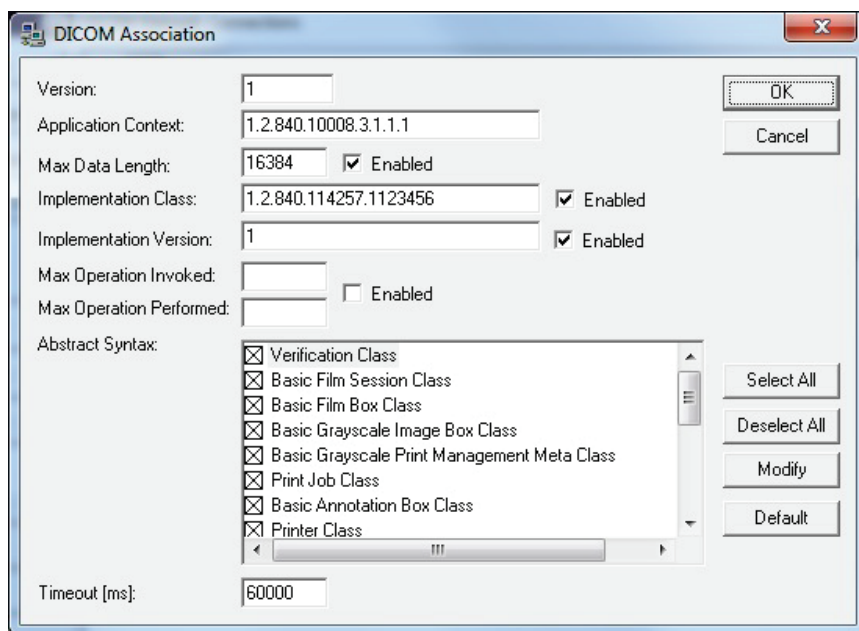 DICOM Association
Version:
1
OK
Application Context:
1.2.840.10008.3.1.1.1
Cancel
Max Data Length:
16384
Enabled
Implementation Class:
1.2.840.114257.1123456
Enabled
Implementation Version:
1
Enabled
Max Operation Invoked:
Enabled
Max Operation Performed:
Abstract Syntax:
Verification Class
Basic Film Session Class
Basic Film Box Class
Basic Grayscale Image Box Class
Basic Grayscale Print Management Meta Class
Print Job Class
Basic Annotation Box Class
Printer Class
Select All
Deselect All
Modify
Default
Timeout [ms]:
60000